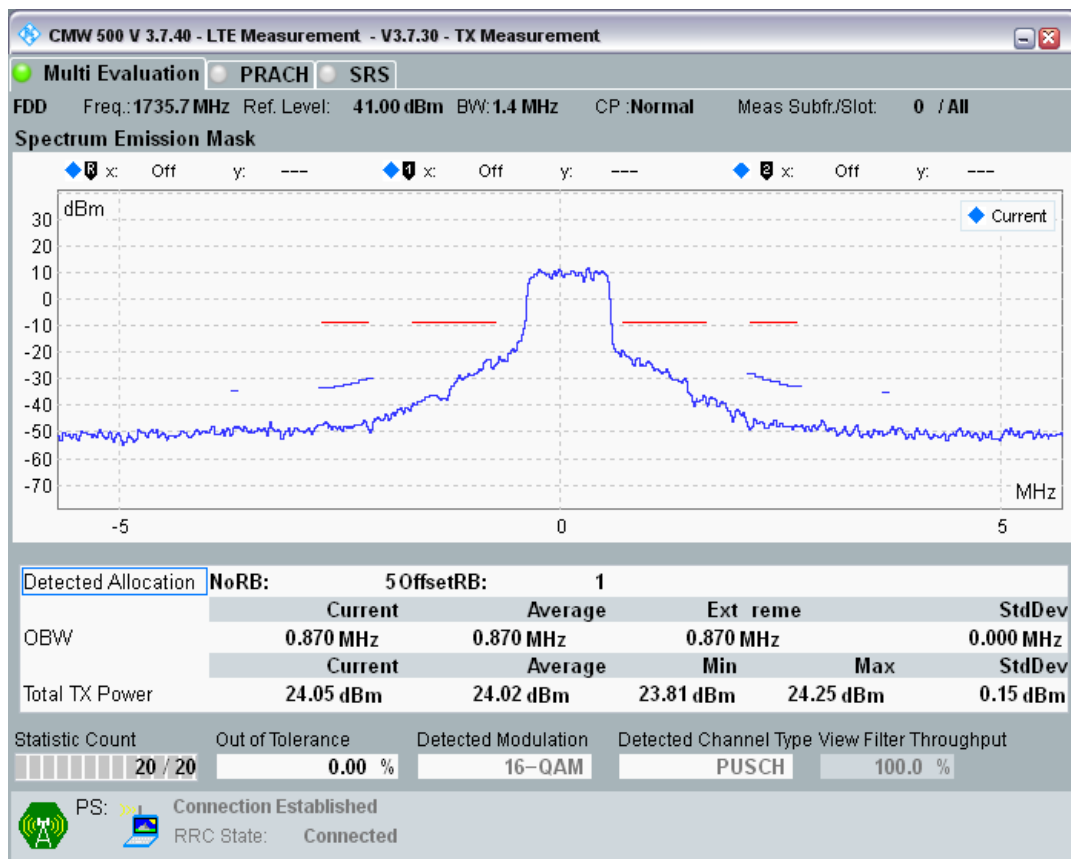 CMW 500 V 3.7.40 - LTE Measurement - V3.7.30 - TX Measurement
Multi Evaluation PRACH SRS
FDD Freq.: 1735.7 MHz Ref. Level: 41.00 dBm BW: 1.4 MHz CP :Normal Meas Subfr./Slot: 0 / All
Spectrum Emission Mask
R x: Off y: --- 1 x: Off y: --- 2 x: Off y: ---
dBm
Current
30
20
10
0
-10
-20
-30
-40
-50
-60
-70
MHz
-5 0 5
Detected Allocation NoRB: 5 OffsetRB: 1
Current Average Ext reme StdDev
OBW 0.870 MHz 0.870 MHz 0.870 MHz 0.000 MHz
Current Average Min Max StdDev
Total TX Power 24.05 dBm 24.02 dBm 23.81 dBm 24.25 dBm 0.15 dBm
Statistic Count Out of Tolerance Detected Modulation Detected Channel Type View Filter Throughput
20 / 20 0.00 % 16-QAM PUSCH 100.0 %
PS: Connection Established
RRC State: Connected